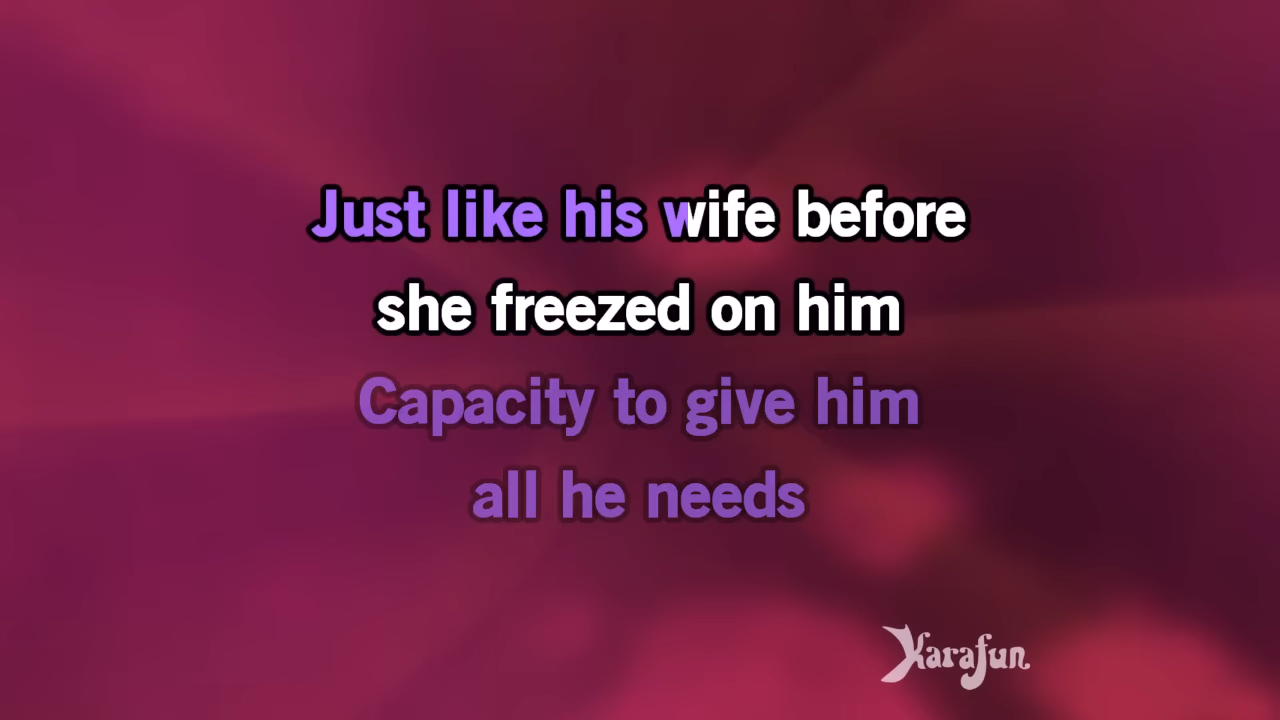 Just like his wife before
she freezed on him
Capacity to give him
all he needs
Karafun